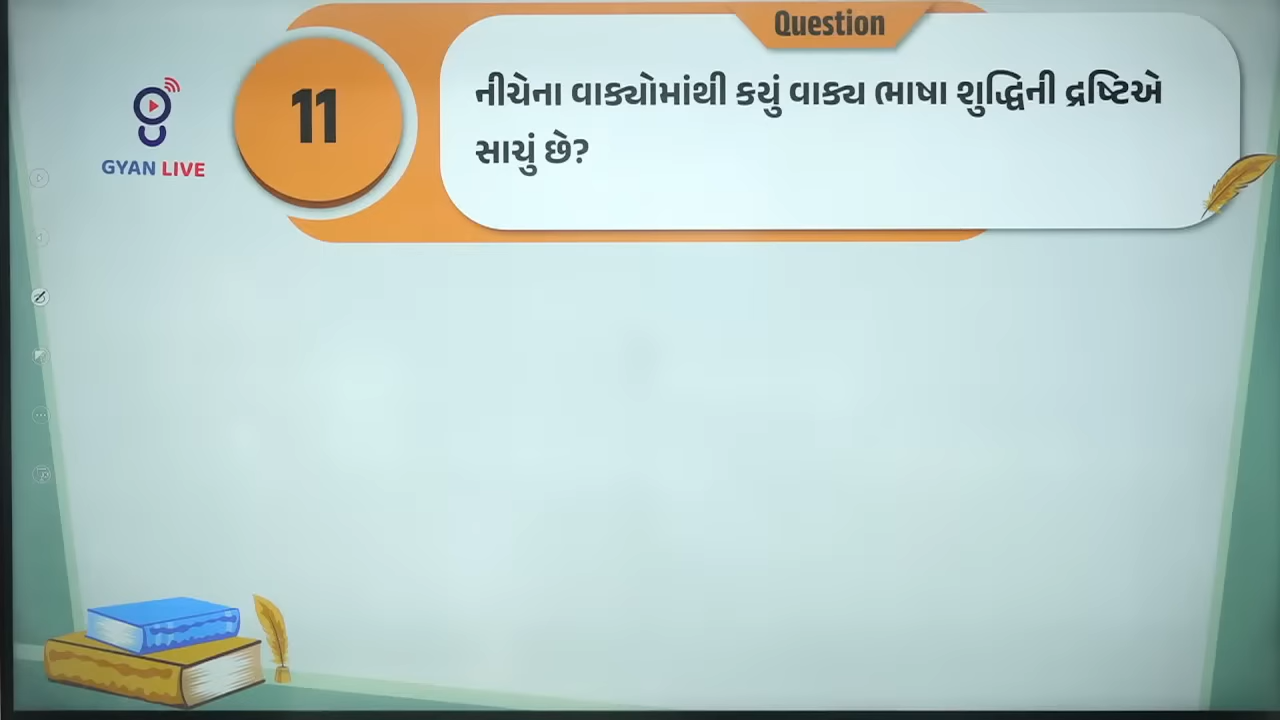 Question
11
નીચેના વાક્યોમાંથી કયું વાક્ય ભાષા શુદ્ધિની દ્રષ્ટિએ
સાચું છે?
GYAN LIVE